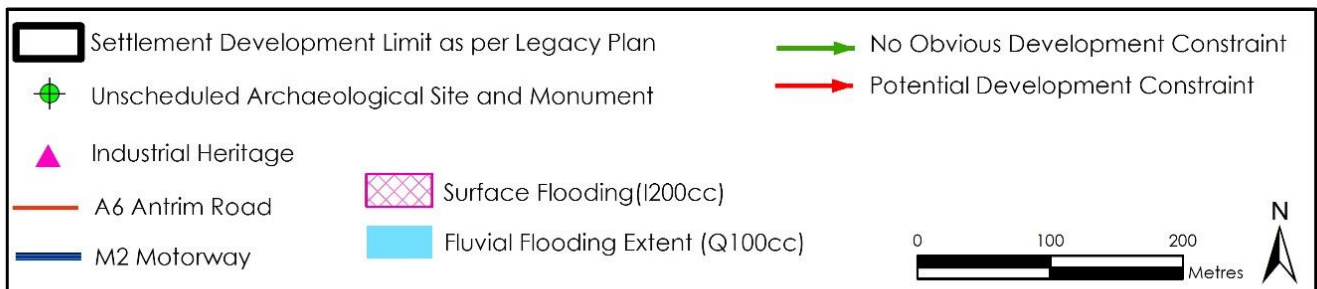 Settlement Development Limit as per Legacy Plan
Unscheduled Archaeological Site and Monument
Industrial Heritage
A6 Antrim Road
M2 Motorway
Surface Flooding(I200cc)
Fluvial Flooding Extent (Q100cc)
No Obvious Development Constraint
Potential Development Constraint
0 100 200
Metres
N